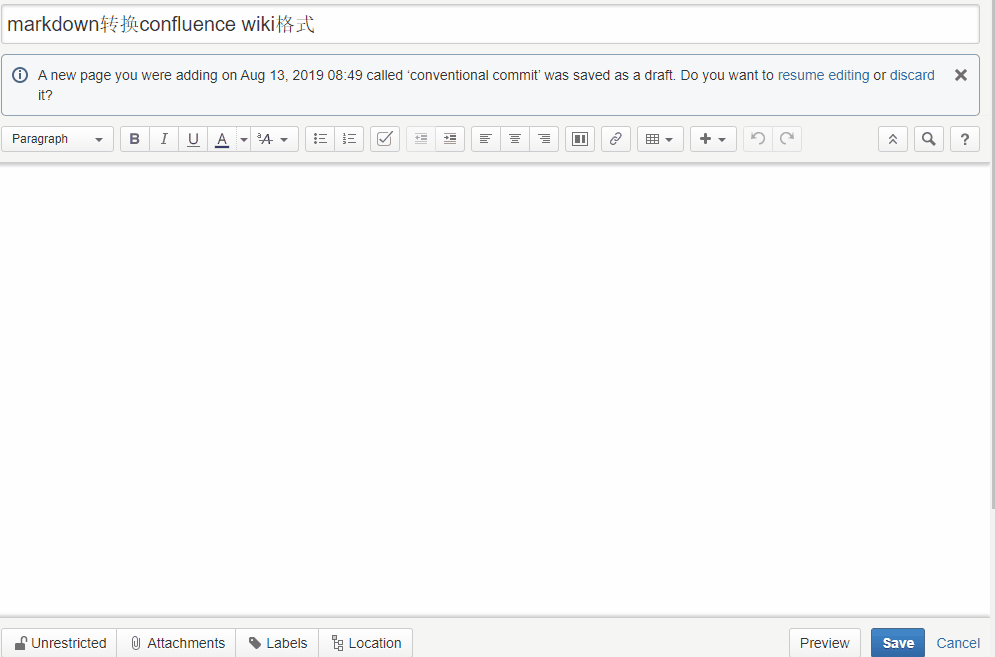 markdown转换confluence wiki格式
A new page you were adding on Aug 13, 2019 08:49 called ‘conventional commit’ was saved as a draft. Do you want to resume editing or discard
it?
Paragraph B I U A ªA ?
Unrestricted Attachments Labels Location Preview Save Cancel